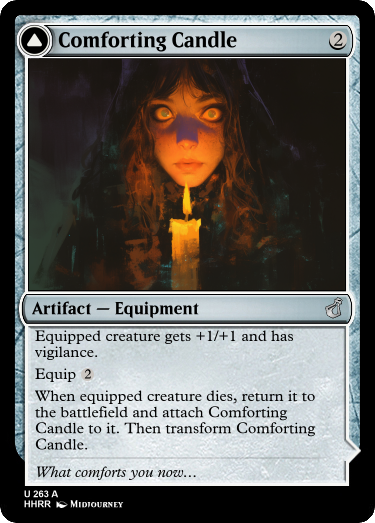 Comforting Candle 2
Artifact — Equipment
Equipped creature gets +1/+1 and has
vigilance.
Equip 2
When equipped creature dies, return it to
the battlefield and attach Comforting
Candle to it. Then transform Comforting
Candle.
What comforts you now…
U 263 A
HHRR MIDJOURNEY